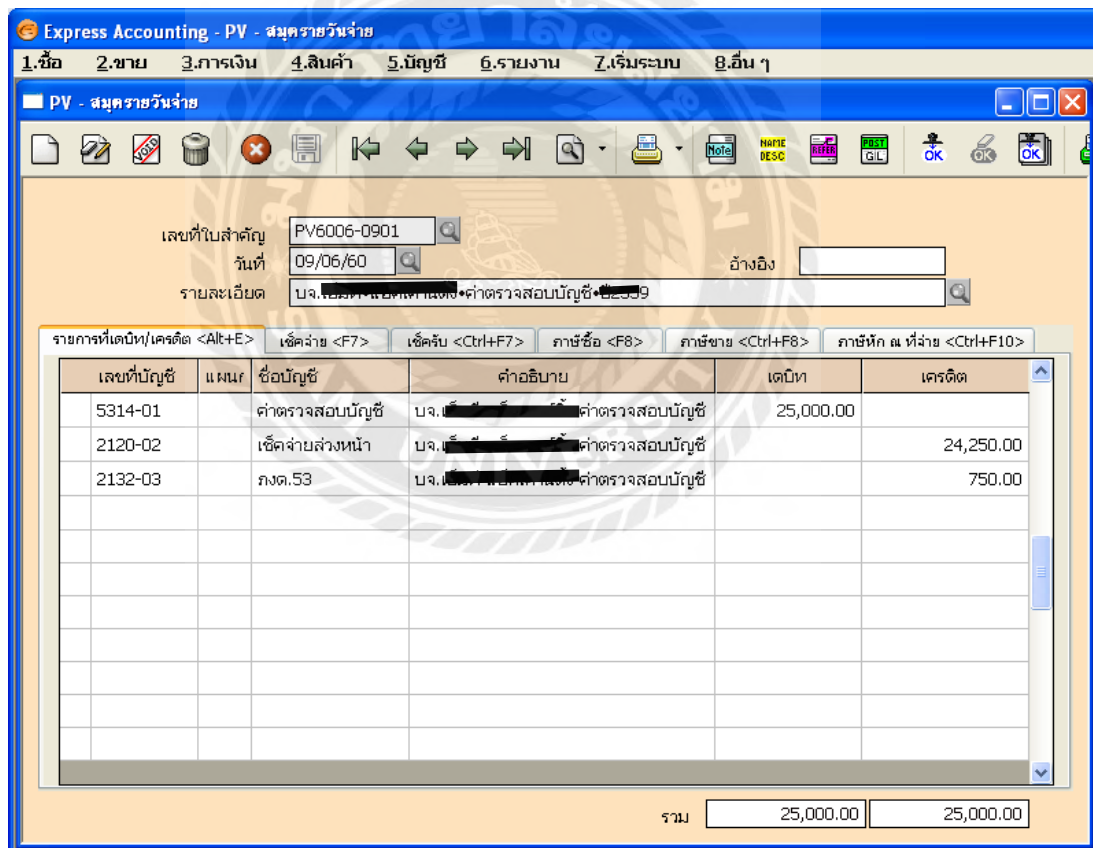 Express Accounting - PV - สมุดรายวันจ่าย
1.ซื้อ 2.ขาย 3.การเงิน 4.สินค้า 5.บัญชี 6.รายงาน 7.เริ่มระบบ 8.อื่น ๆ
PV - สมุดรายวันจ่าย
VOID Note NAME DESC REFER POST G/L OK OK OK
เลขที่ใบสำคัญ PV6006-0901
วันที่ 09/06/60 อ้างอิง
รายละเอียด บจ. ค่าตรวจสอบบัญชี
รายการที่เดบิท/เครดิต <Alt+E> เช็คจ่าย <F7> เช็ครับ <Ctrl+F7> ภาษีซื้อ <F8> ภาษีขาย <Ctrl+F8> ภาษีหัก ณ ที่จ่าย <Ctrl+F10>
เลขที่บัญชี แผนก ชื่อบัญชี คำอธิบาย เดบิท เครดิต
5314-01 ค่าตรวจสอบบัญชี บจ. ค่าตรวจสอบบัญชี 25,000.00
2120-02 เช็คจ่ายล่วงหน้า บจ. ค่าตรวจสอบบัญชี 24,250.00
2132-03 ภงด.53 บจ. ค่าตรวจสอบบัญชี 750.00
รวม 25,000.00 25,000.00